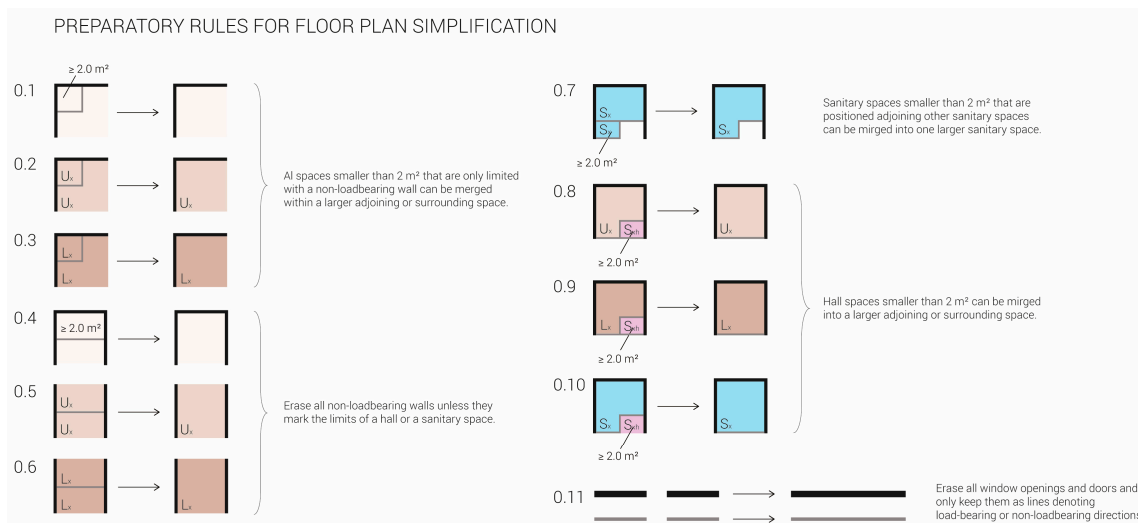 PREPARATORY RULES FOR FLOOR PLAN SIMPLIFICATION
0.1
≥ 2.0 m²
0.2
Ux
Ux
Ux
0.3
Lx
Lx
Lx
Al spaces smaller than 2 m² that are only limited
with a non-loadbearing wall can be merged
within a larger adjoining or surrounding space.
0.4
≥ 2.0 m²
0.5
Ux
Ux
Ux
0.6
Lx
Lx
Lx
Erase all non-loadbearing walls unless they
mark the limits of a hall or a sanitary space.
0.7
Sx
Sx
≥ 2.0 m²
Sanitary spaces smaller than 2 m² that are
positioned adjoining other sanitary spaces
can be mirged into one larger sanitary space.
0.8
Ux
Sxh
Ux
≥ 2.0 m²
0.9
Lx
Sxh
Lx
≥ 2.0 m²
0.10
Sx
Sxh
Sx
≥ 2.0 m²
Hall spaces smaller than 2 m² can be mirged
into a larger adjoining or surrounding space.
0.11
Erase all window openings and doors and
only keep them as lines denoting
load-bearing or non-loadbearing directions